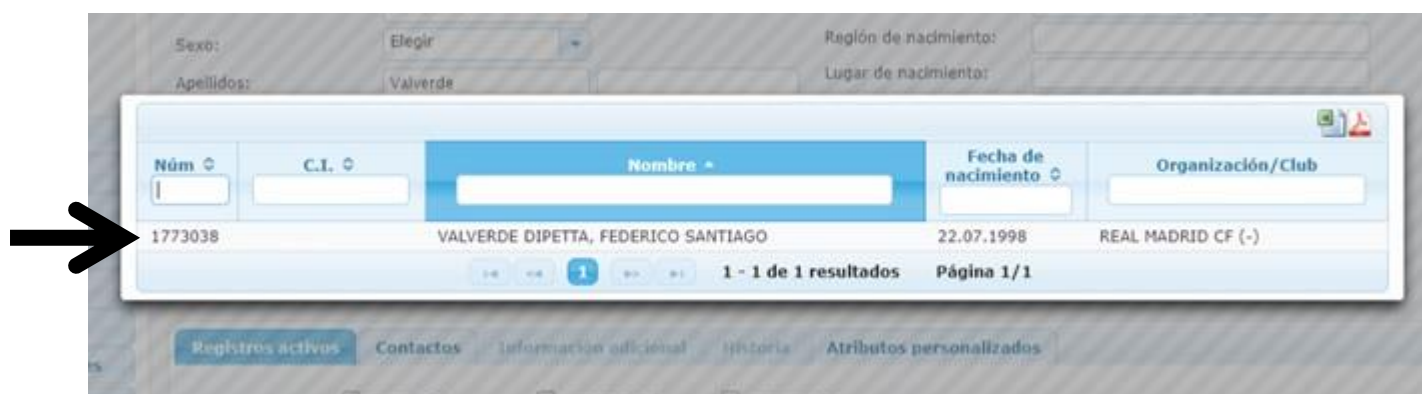 Sexo: Elegir Región de nacimiento:
Apellidos: Valverde Lugar de nacimiento:
Núm C.I. Nombre Fecha de nacimiento Organización/Club
1773038 VALVERDE DIPETTA, FEDERICO SANTIAGO 22.07.1998 REAL MADRID CF (-)
1 1 - 1 de 1 resultados Página 1/1
Registros activos Contactos Información adicional Historia Atributos personalizados
es